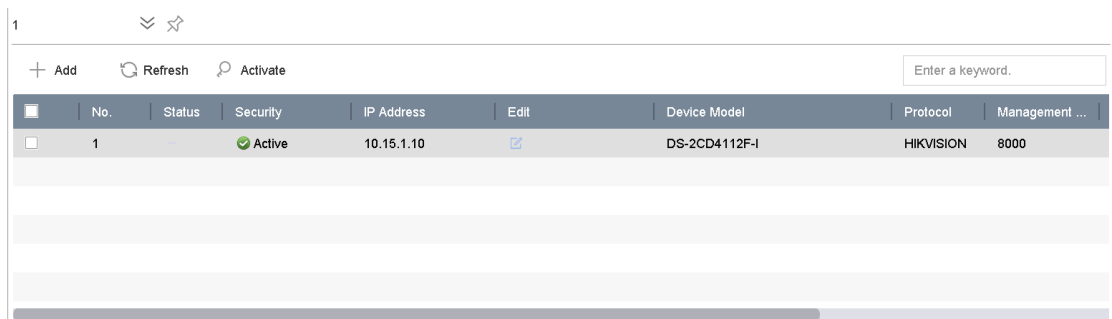 1
Add Refresh Activate Enter a keyword.
No. Status Security IP Address Edit Device Model Protocol Management ...
1 Active 10.15.1.10 DS-2CD4112F-I HIKVISION 8000